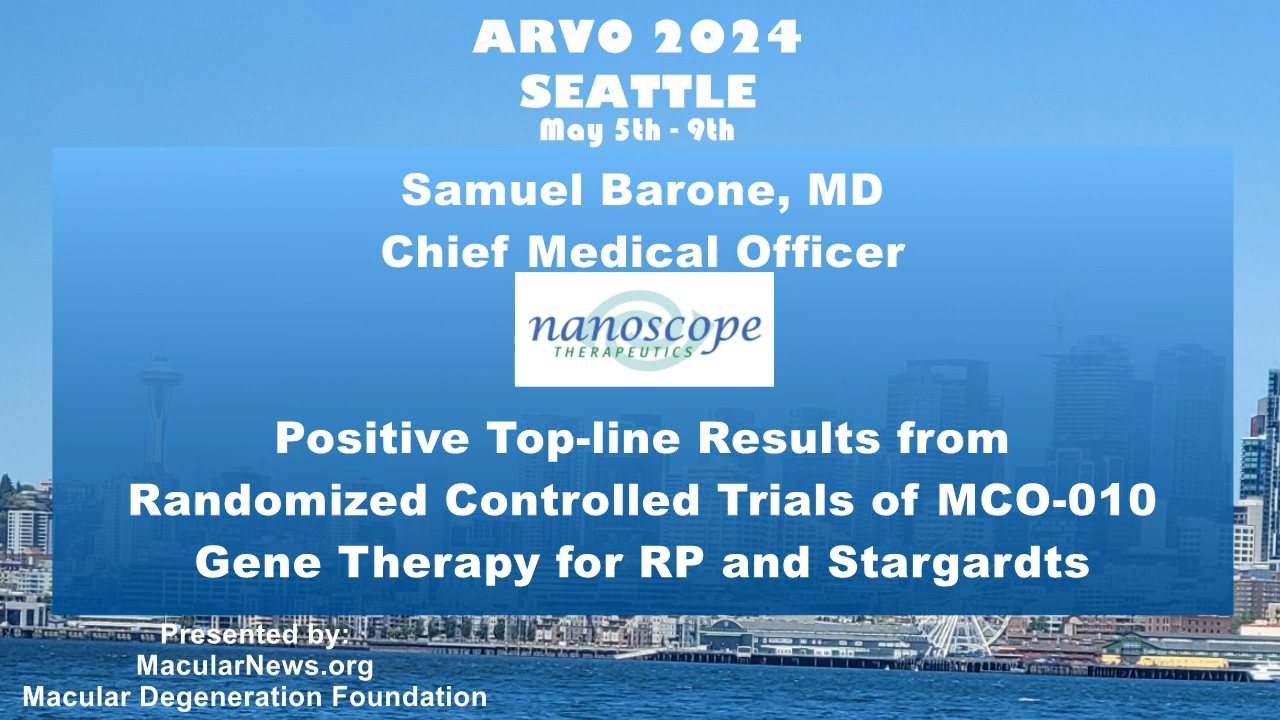 ARVO 2024
SEATTLE
May 5th - 9th
Samuel Barone, MD
Chief Medical Officer
nanoscope
THERAPEUTICS
Positive Top-line Results from
Randomized Controlled Trials of MCO-010
Gene Therapy for RP and Stargardts
Presented by:
MacularNews.org
Macular Degeneration Foundation